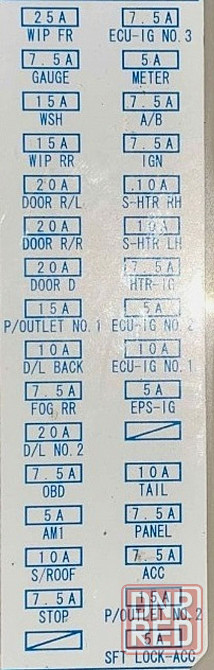 25A 7.5A
WIP FR ECU-IG NO.3
7.5A 5A
GAUGE METER
15A 7.5A
WSH A/B
15A 7.5A
WIP RR IGN
20A 10A
DOOR R/L S-HTR RH
20A 10A
DOOR R/R S-HTR LH
20A 7.5A
DOOR D HTR-IG
15A 5A
P/OUTLET NO.1 ECU-IG NO.2
10A 10A
D/L BACK ECU-IG NO.1
7.5A 5A
FOG RR EPS-IG
20A
D/L NO.2
7.5A 10A
OBD TAIL
5A 7.5A
AM1 PANEL
10A 7.5A
S/ROOF ACC
7.5A 15A
STOP P/OUTLET NO.2
5A
SFT LOCK-ACC
DNR
RED